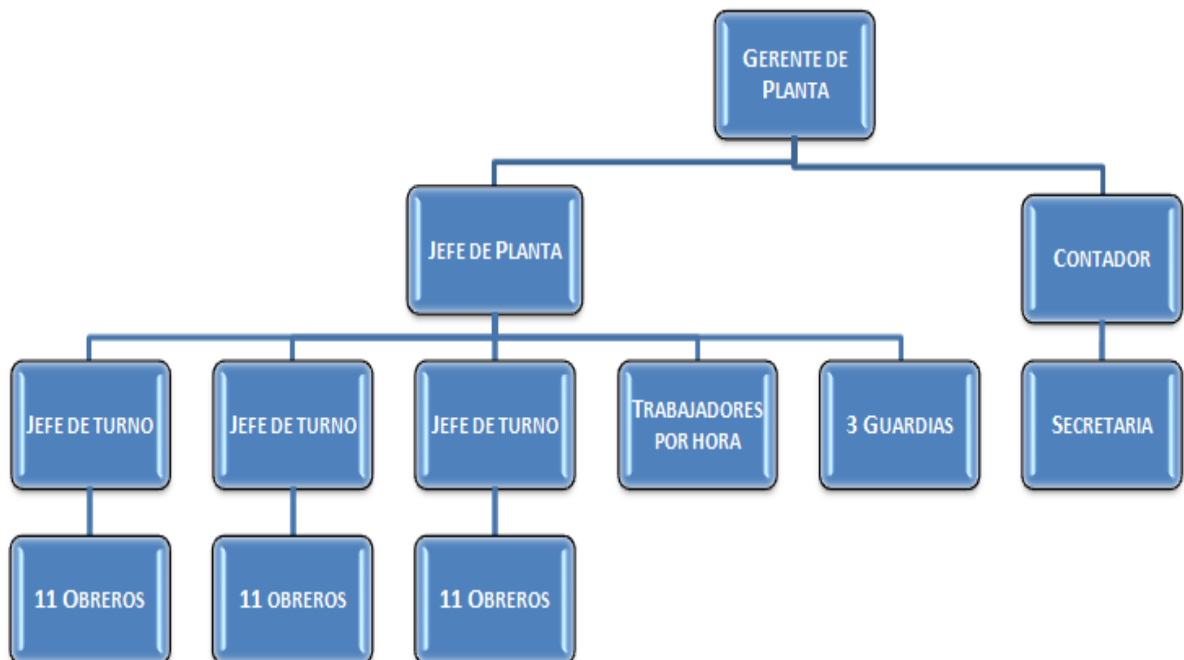 GERENTE DE
PLANTA
JEFE DE PLANTA
CONTADOR
JEFE DE TURNO
JEFE DE TURNO
JEFE DE TURNO
TRABAJADORES
POR HORA
3 GUARDIAS
SECRETARIA
11 OBREROS
11 OBREROS
11 OBREROS